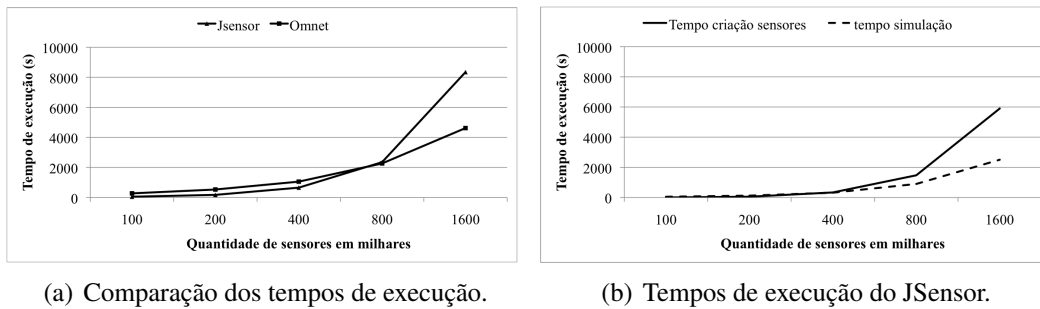 Jsensor Omnet
Tempo de execução (s)
10000
8000
6000
4000
2000
0
100 200 400 800 1600
Quantidade de sensores em milhares
(a) Comparação dos tempos de execução.
Tempo criação sensores tempo simulação
Tempo de execução (s)
10000
8000
6000
4000
2000
0
100 200 400 800 1600
Quantidade de sensores em milhares
(b) Tempos de execução do JSensor.